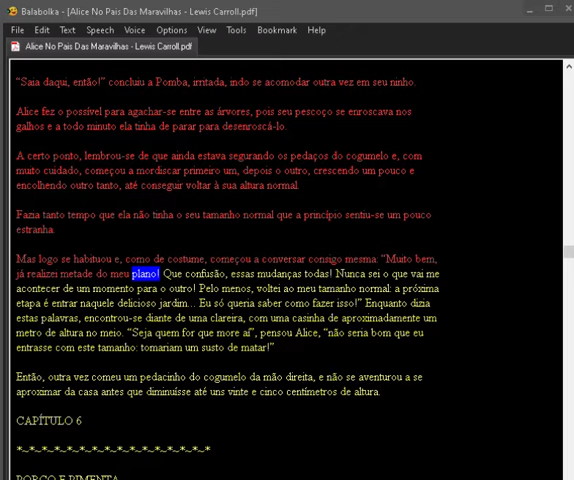 Balabolka - [Alice No Pais Das Maravilhas - Lewis Carroll.pdf]
File Edit Text Speech Voice Options View Tools Bookmark Help
Alice No Pais Das Maravilhas - Lewis Carroll.pdf
“Saia daqui, então!” concluiu a Pomba, irritada, indo se acomodar outra vez em seu ninho.
Alice fez o possível para agachar-se entre as árvores, pois seu pescoço se enroscava nos
galhos e a todo minuto ela tinha de parar para desenroscá-lo.
A certo ponto, lembrou-se de que ainda estava segurando os pedaços do cogumelo e, com
muito cuidado, começou a mordiscar primeiro um, depois o outro, crescendo um pouco e
encolhendo outro tanto, até conseguir voltar à sua altura normal.
Fazia tanto tempo que ela não tinha o seu tamanho normal que a princípio sentiu-se um pouco
estranha.
Mas logo se habituou e, como de costume, começou a conversar consigo mesma: “Muito bem,
já realizei metade do meu plano! Que confusão, essas mudanças todas! Nunca sei o que vai me
acontecer de um momento para o outro! Pelo menos, voltei ao meu tamanho normal: a próxima
etapa é entrar naquele delicioso jardim... Eu só queria saber como fazer isso!” Enquanto dizia
estas palavras, encontrou-se diante de uma clareira, com uma casinha de aproximadamente um
metro de altura no meio. “Seja quem for que more aí”, pensou Alice, “não seria bom que eu
entrasse com este tamanho: tomariam um susto de matar!”
Então, outra vez comeu um pedacinho do cogumelo da mão direita, e não se aventurou a se
aproximar da casa antes que diminuísse até uns vinte e cinco centímetros de altura.
CAPÍTULO 6
*~*~*~*~*~*~*~*~*~*~*~*~*~*~*~*
PORCO E PIMENTA